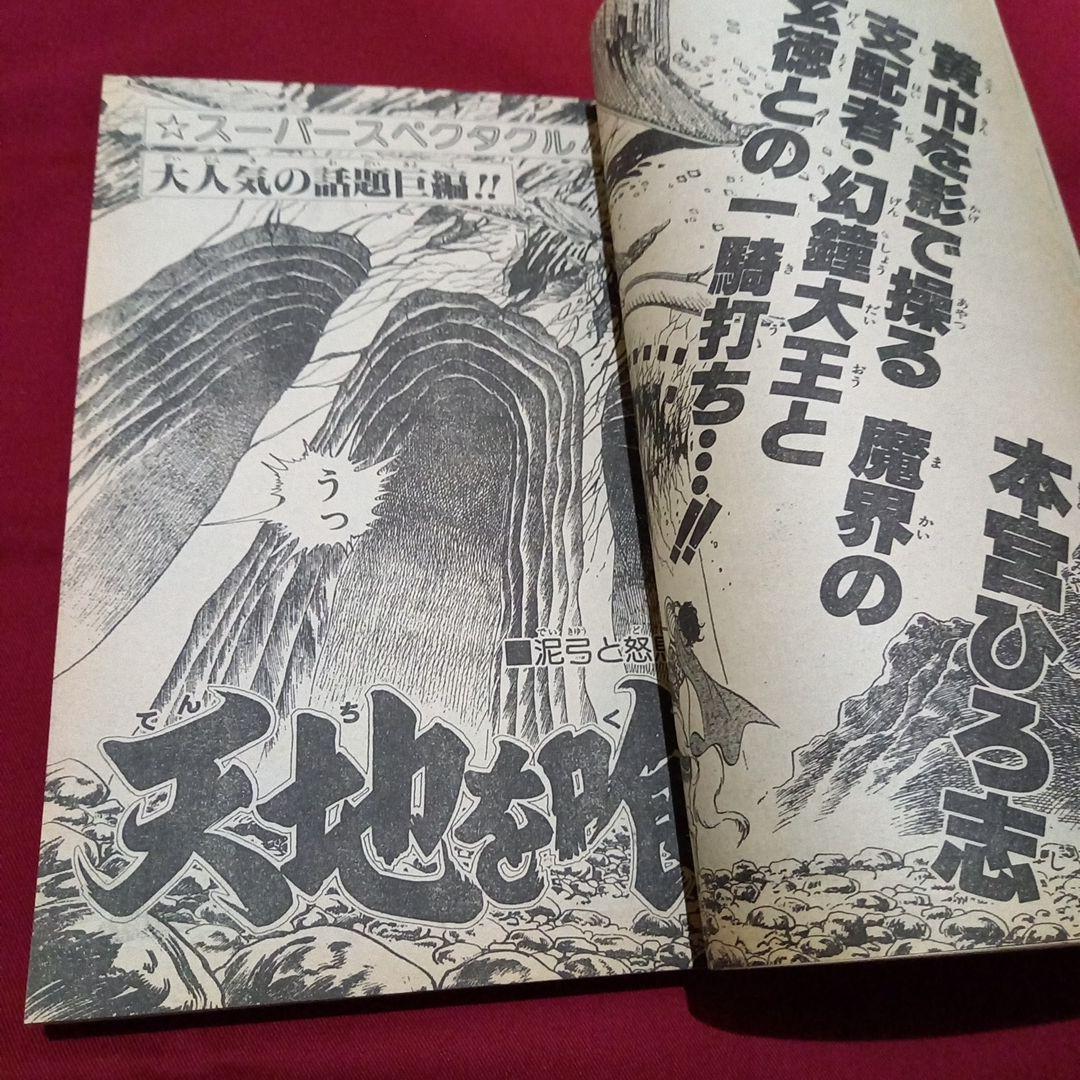 黄巾を影で操る 魔界の
支配者・幻鐘大王と
玄徳との一騎打ち…!!
本宮ひろ志
☆スーパースペクタクル
大人気の話題巨編!!
うっ
■泥弓と怒
天地を喰